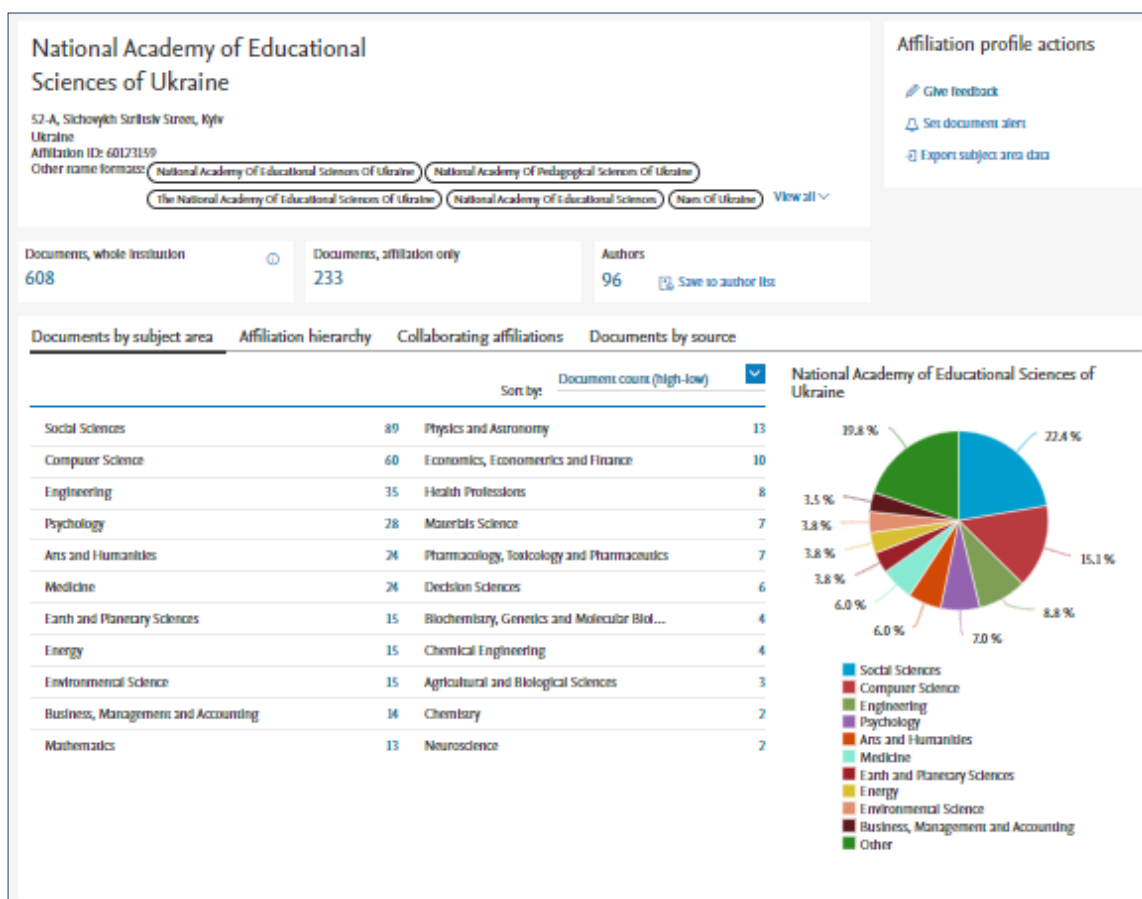 National Academy of Educational
Sciences of Ukraine
52-A, Sichovykh Striltsiv Street, Kyiv
Ukraine
Affiliation ID: 60123159
Other name formats: National Academy Of Educational Sciences Of Ukraine National Academy Of Pedagogical Sciences Of Ukraine
The National Academy Of Educational Sciences Of Ukraine National Academy Of Educational Sciences Naes Of Ukraine View all
Affiliation profile actions
Give feedback
Set document alert
Export subject area data
Documents, whole institution
608
Documents, affiliation only
233
Authors
96 Save to author list
Documents by subject area Affiliation hierarchy Collaborating affiliations Documents by source
Sort by: Document count (high-low)
Social Sciences 89 Physics and Astronomy 13
Computer Science 60 Economics, Econometrics and Finance 10
Engineering 35 Health Professions 8
Psychology 28 Materials Science 7
Arts and Humanities 24 Pharmacology, Toxicology and Pharmaceutics 7
Medicine 24 Decision Sciences 6
Earth and Planetary Sciences 15 Biochemistry, Genetics and Molecular Biol... 4
Energy 15 Chemical Engineering 4
Environmental Science 15 Agricultural and Biological Sciences 3
Business, Management and Accounting 14 Chemistry 2
Mathematics 13 Neuroscience 2
National Academy of Educational Sciences of
Ukraine
19.8 %
22.4 %
3.5 %
3.8 %
3.8 %
3.8 %
15.1 %
6.0 %
8.8 %
6.0 %
7.0 %
Social Sciences
Computer Science
Engineering
Psychology
Arts and Humanities
Medicine
Earth and Planetary Sciences
Energy
Environmental Science
Business, Management and Accounting
Other